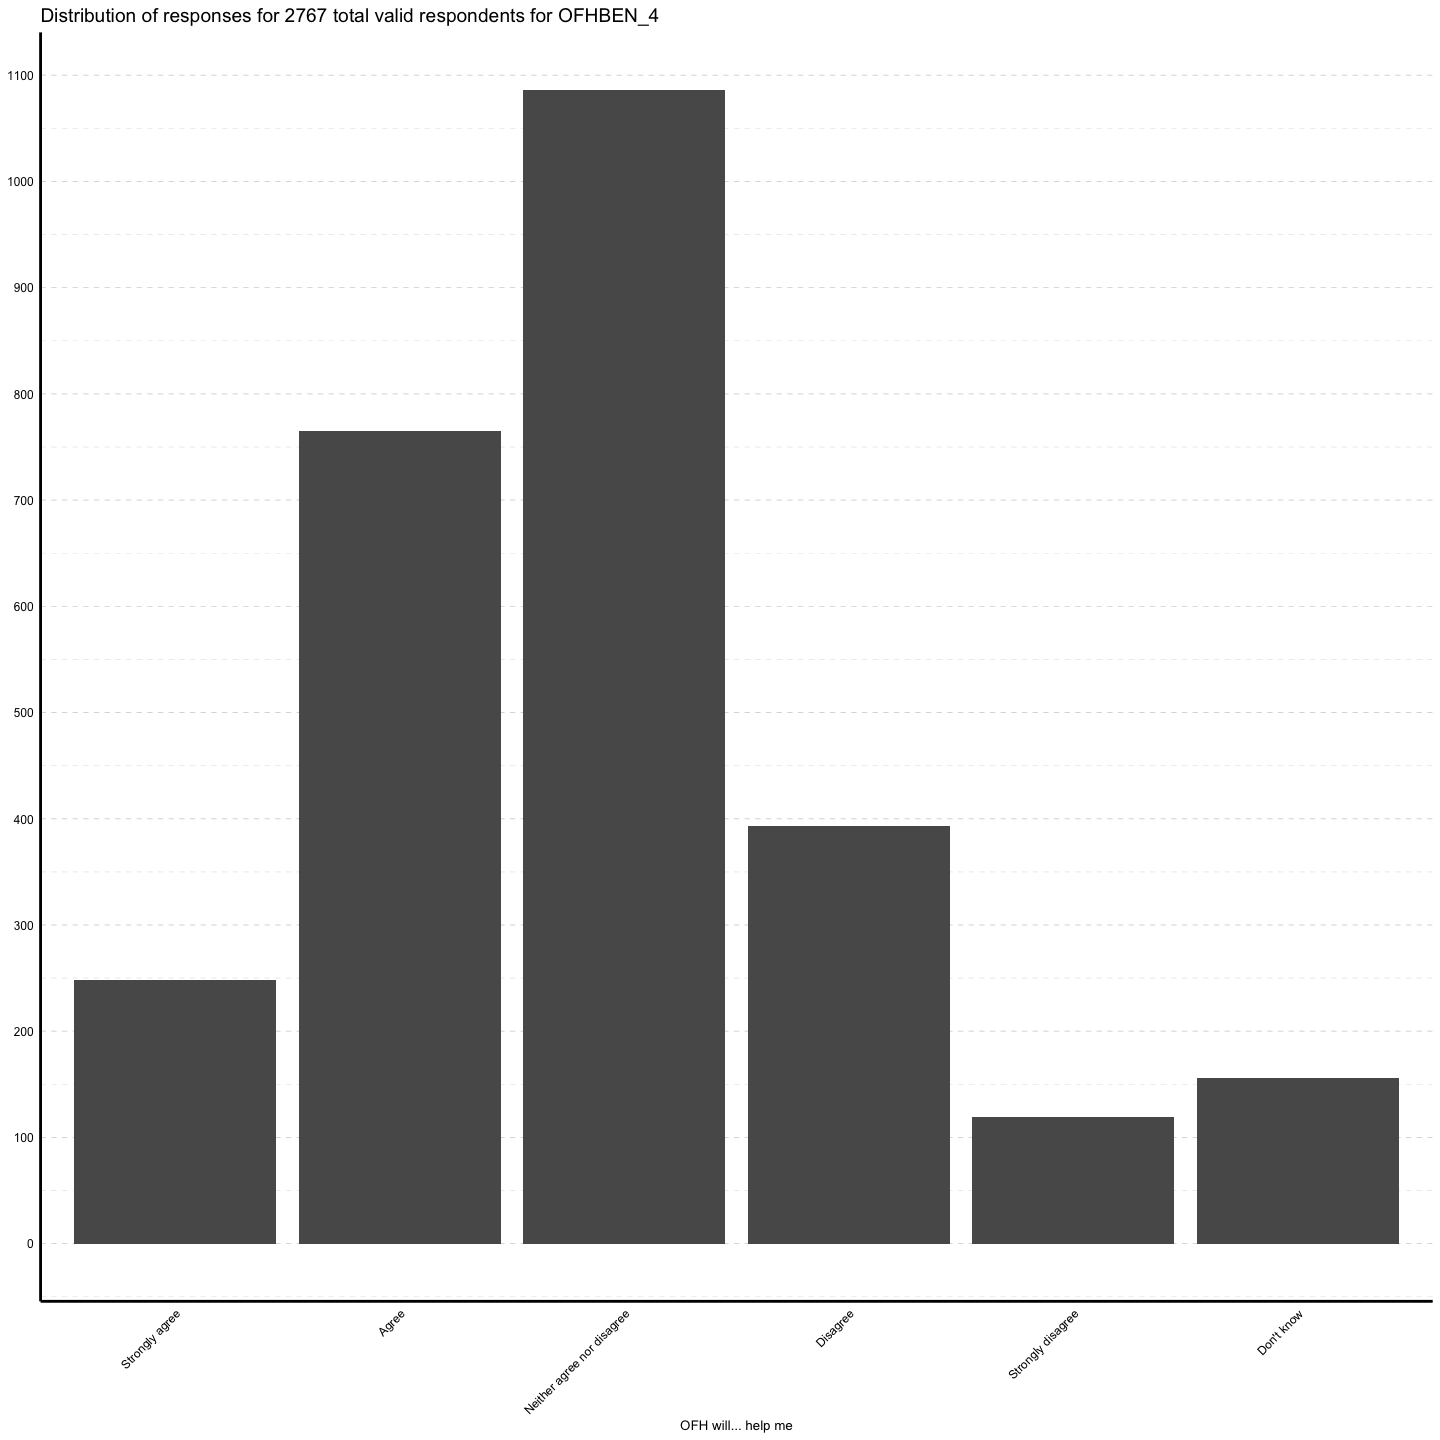 Distribution of responses for 2767 total valid respondents for OFHBEN_4
1100
1000
900
800
700
600
500
400
300
200
100
0
Strongly agree
Agree
Neither agree nor disagree
Disagree
Strongly disagree
Don't know
OFH will... help me